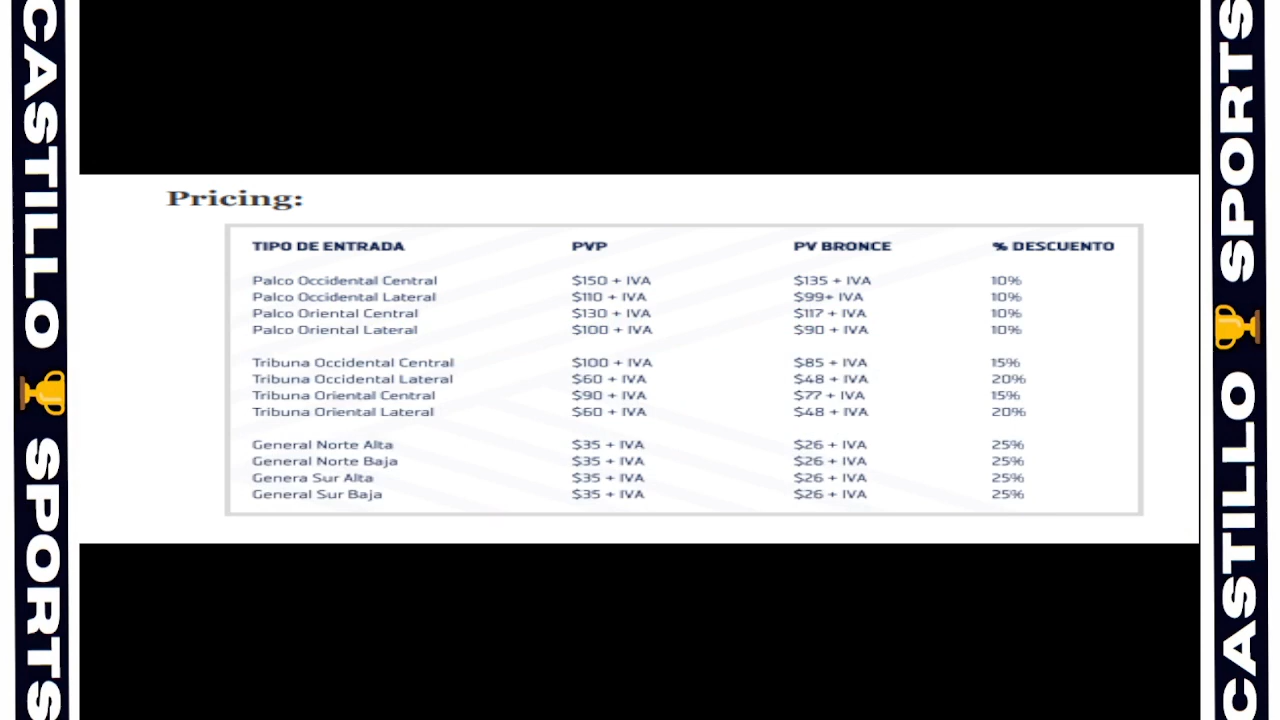 CASTILLO 🏆 SPORTS
Pricing:
TIPO DE ENTRADA PVP PV BRONCE % DESCUENTO
Palco Occidental Central $150 + IVA $135 + IVA 10%
Palco Occidental Lateral $110 + IVA $99+ IVA 10%
Palco Oriental Central $130 + IVA $117 + IVA 10%
Palco Oriental Lateral $100 + IVA $90 + IVA 10%
Tribuna Occidental Central $100 + IVA $85 + IVA 15%
Tribuna Occidental Lateral $60 + IVA $48 + IVA 20%
Tribuna Oriental Central $90 + IVA $77 + IVA 15%
Tribuna Oriental Lateral $60 + IVA $48 + IVA 20%
General Norte Alta $35 + IVA $26 + IVA 25%
General Norte Baja $35 + IVA $26 + IVA 25%
Genera Sur Alta $35 + IVA $26 + IVA 25%
General Sur Baja $35 + IVA $26 + IVA 25%
CASTILLO 🏆 SPORTS